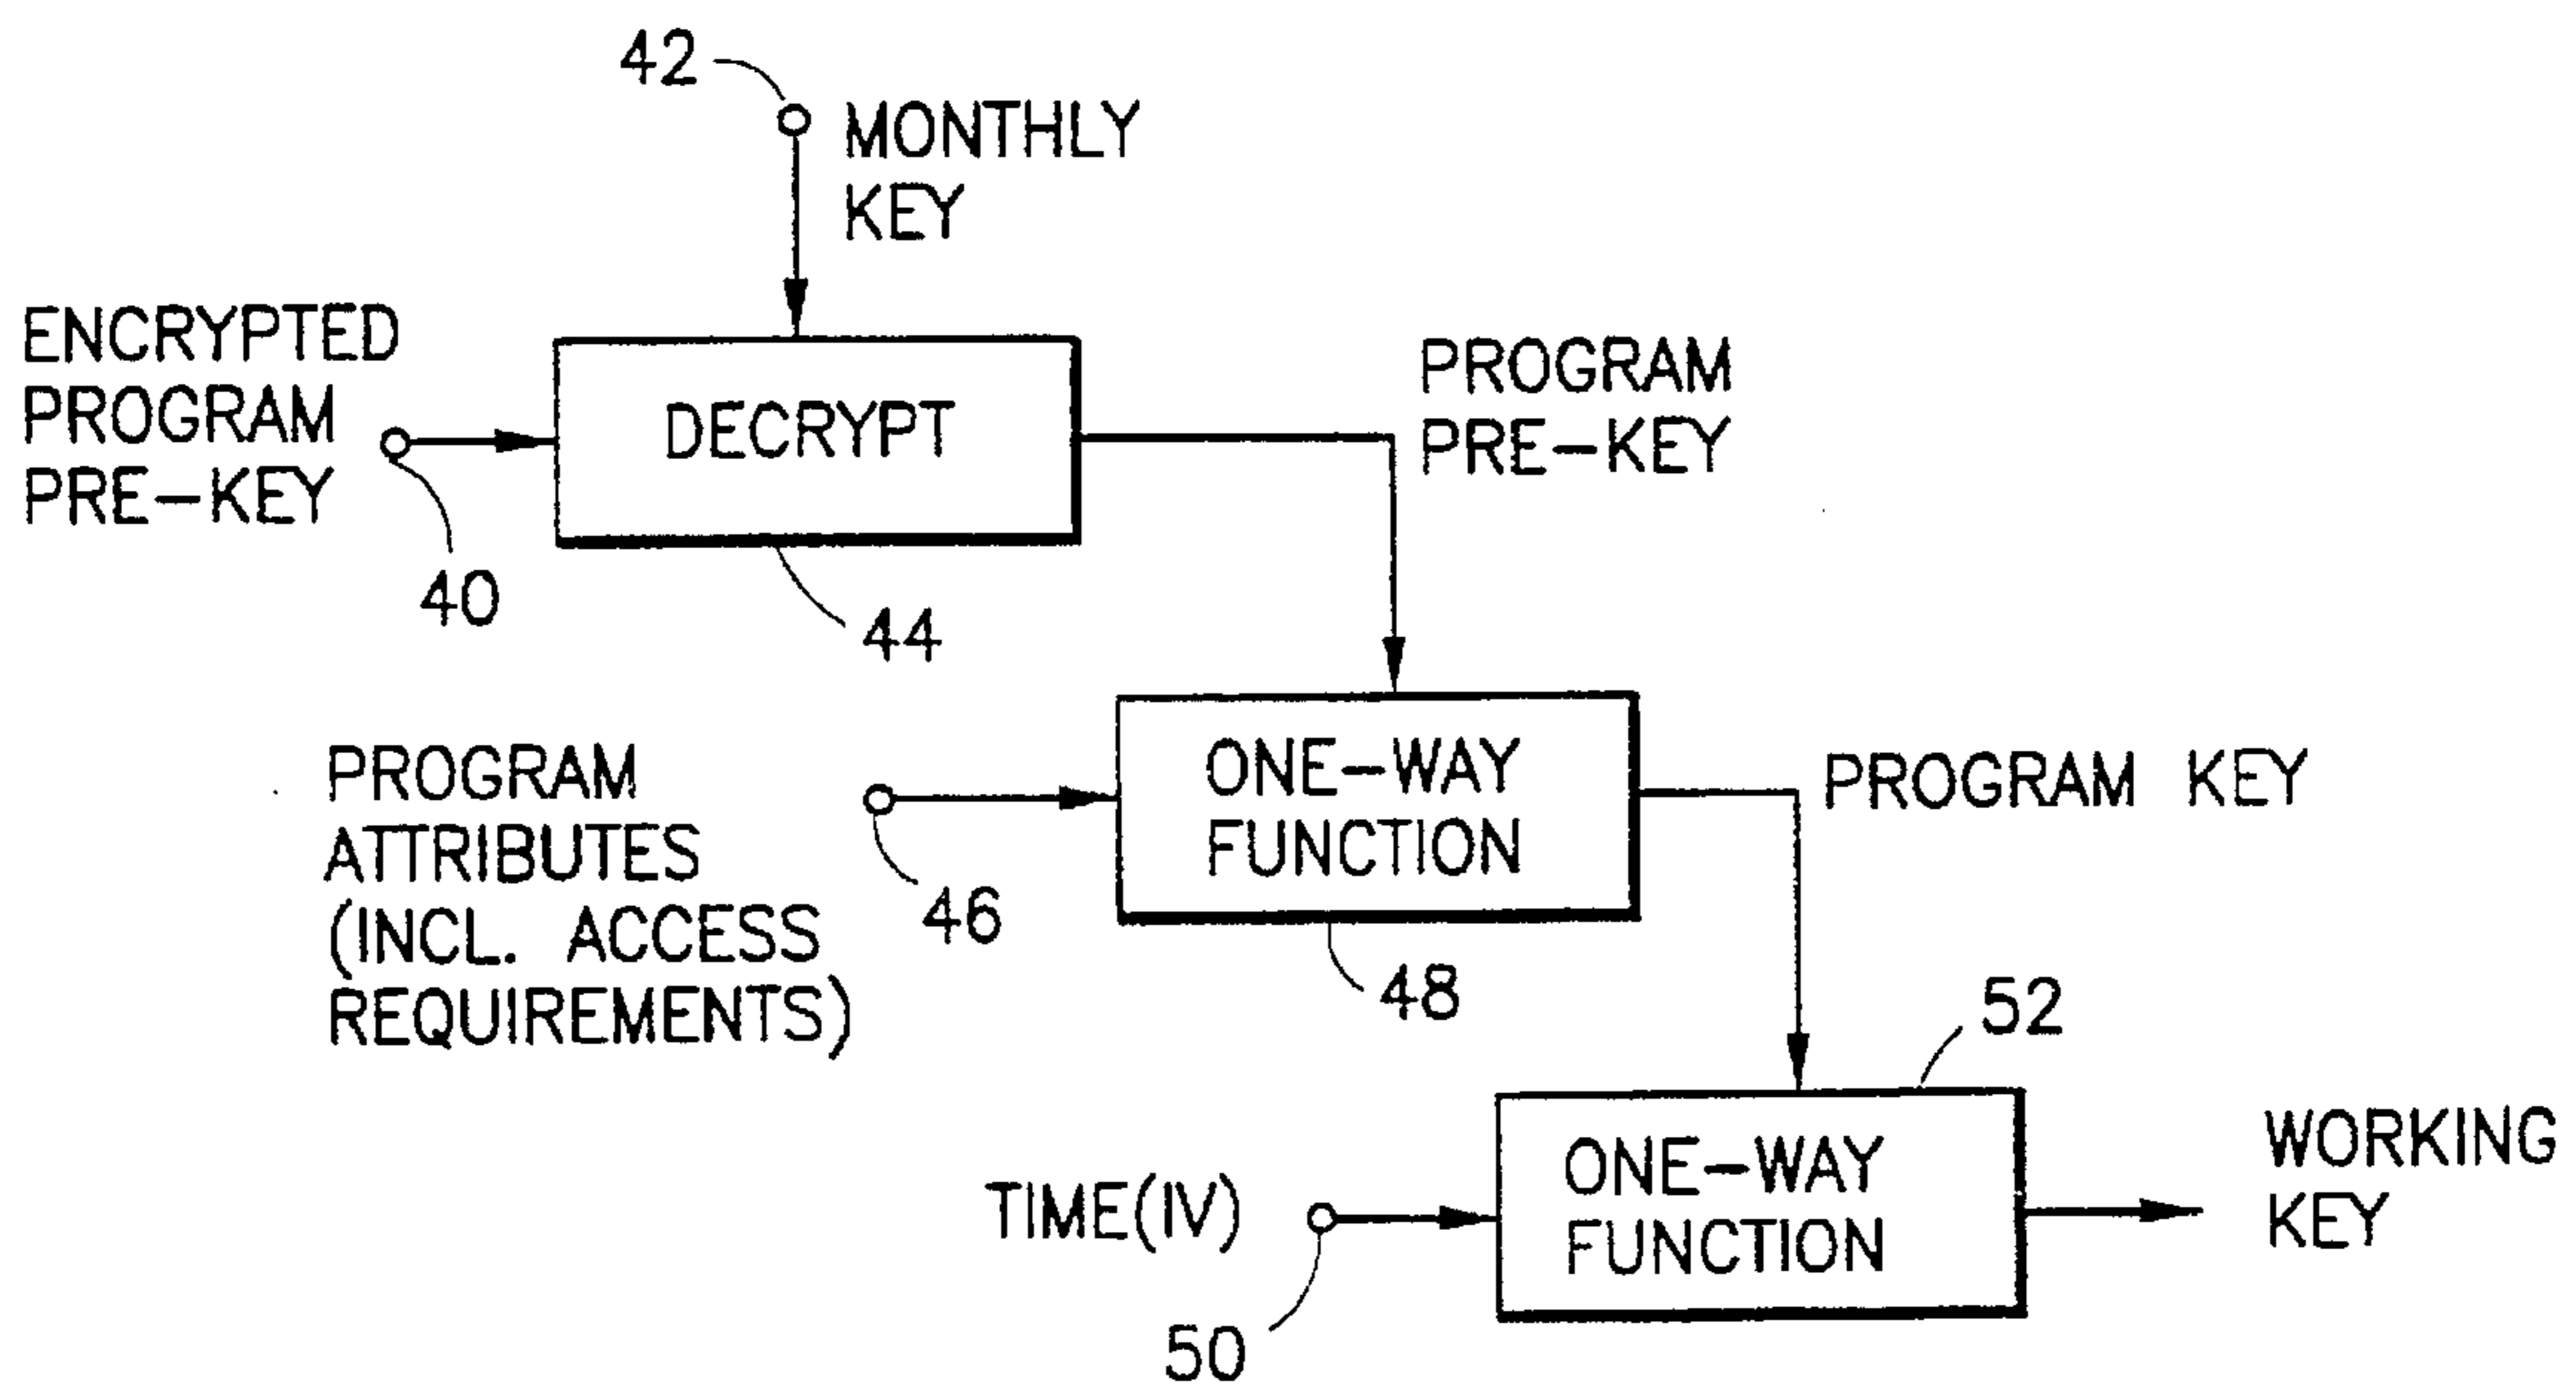 42
MONTHLY
KEY
ENCRYPTED
PROGRAM
PRE-KEY
40
DECRYPT
44
PROGRAM
PRE-KEY
PROGRAM
ATTRIBUTES
(INCL. ACCESS
REQUIREMENTS)
46
ONE-WAY
FUNCTION
48
PROGRAM KEY
52
TIME(IV)
50
ONE-WAY
FUNCTION
WORKING
KEY